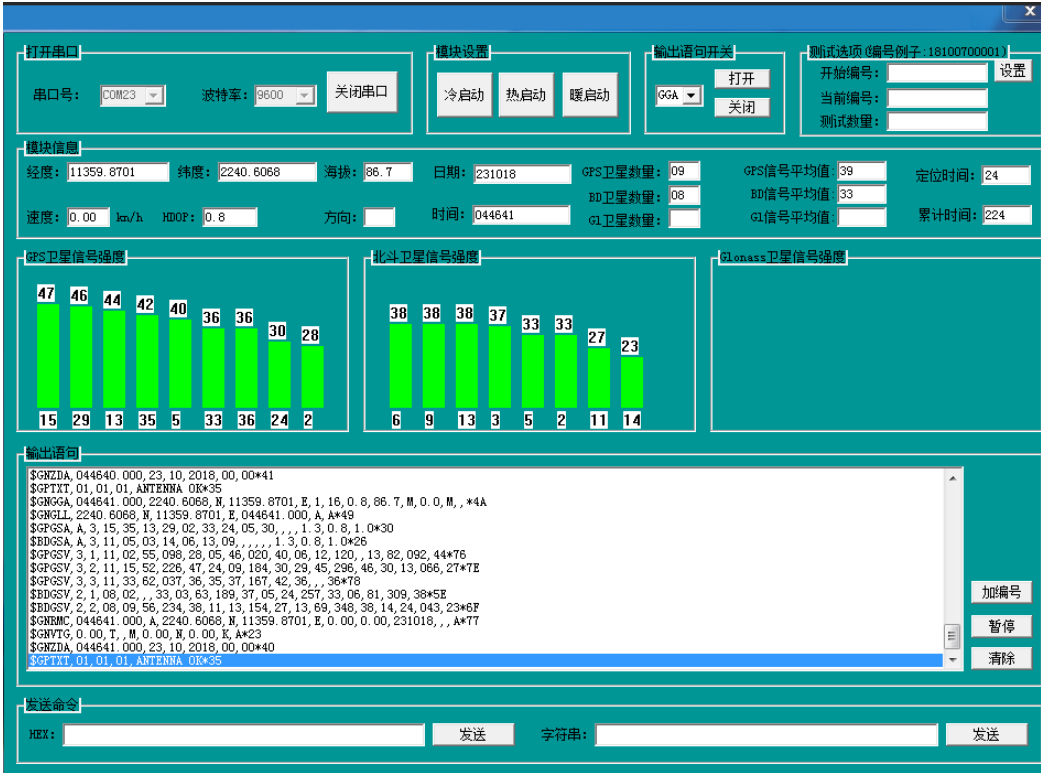 x
打开串口 模块设置 输出语句开关 测试选项(编号例子:18100700001)
串口号: COM23 波特率: 9600 关闭串口 冷启动 热启动 暖启动 GGA 打开 关闭
开始编号: 设置
当前编号:
测试数量:
模块信息
经度: 11359.8701 纬度: 2240.6068 海拔: 86.7 日期: 231018 GPS卫星数量: 09 GPS信号平均值: 39 定位时间: 24
BD卫星数量: 08 BD信号平均值: 33
速度: 0.00 km/h HDOP: 0.8 方向: 时间: 044641 Gl卫星数量: Gl信号平均值: 累计时间: 224
GPS卫星信号强度 北斗卫星信号强度 Glonass卫星信号强度
47 46 44 42 40 36 36 30 28
15 29 13 35 5 33 36 24 2
38 38 38 37 33 33 27 23
6 9 13 3 5 2 11 14
输出语句
$GNZDA,044640.000,23,10,2018,00,00*41
$GPTXT,01,01,01,ANTENNA OK*35
$GNGGA,044641.000,2240.6068,N,11359.8701,E,1,16,0.8,86.7,M,0.0,M,,*4A
$GNGLL,2240.6068,N,11359.8701,E,044641.000,A,A*49
$GPGSA,A,3,15,35,13,29,02,33,24,05,30,,,,1.3,0.8,1.0*30
$BDGSA,A,3,11,05,03,14,06,13,09,,,,,,1.3,0.8,1.0*26
$GPGSV,3,1,11,02,55,098,28,05,46,020,40,06,12,120,,13,82,092,44*76
$GPGSV,3,2,11,15,52,226,47,24,09,184,30,29,45,296,46,30,13,066,27*7E
$GPGSV,3,3,11,33,62,037,36,35,37,167,42,36,,,36*78
$BDGSV,2,1,08,02,,,33,03,63,189,37,05,24,257,33,06,81,309,38*5E
$BDGSV,2,2,08,09,56,234,38,11,13,154,27,13,69,348,38,14,24,043,23*6F
$GNRMC,044641.000,A,2240.6068,N,11359.8701,E,0.00,0.00,231018,,,A*77
$GNVTG,0.00,T,,M,0.00,N,0.00,K,A*23
$GNZDA,044641.000,23,10,2018,00,00*40
$GPTXT,01,01,01,ANTENNA OK*35
加编号
暂停
清除
发送命令
HEX: 发送 字符串: 发送